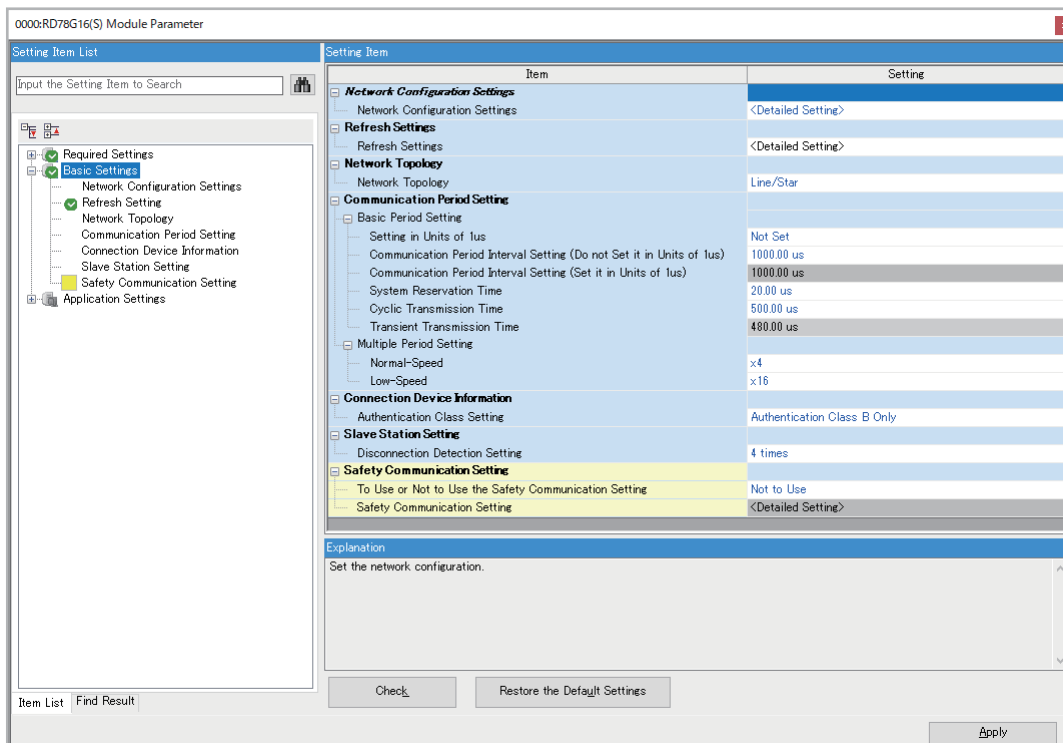 0000:RD78G16(S) Module Parameter
Setting Item List
Input the Setting Item to Search
Required Settings
Basic Settings
Network Configuration Settings
Refresh Setting
Network Topology
Communication Period Setting
Connection Device Information
Slave Station Setting
Safety Communication Setting
Application Settings
Item List
Find Result
Setting Item
Item Setting
Network Configuration Settings
Network Configuration Settings <Detailed Setting>
Refresh Settings
Refresh Settings <Detailed Setting>
Network Topology
Network Topology Line/Star
Communication Period Setting
Basic Period Setting
Setting in Units of 1us Not Set
Communication Period Interval Setting (Do not Set it in Units of 1us) 1000.00 us
Communication Period Interval Setting (Set it in Units of 1us) 1000.00 us
System Reservation Time 20.00 us
Cyclic Transmission Time 500.00 us
Transient Transmission Time 480.00 us
Multiple Period Setting
Normal-Speed x4
Low-Speed x16
Connection Device Information
Authentication Class Setting Authentication Class B Only
Slave Station Setting
Disconnection Detection Setting 4 times
Safety Communication Setting
To Use or Not to Use the Safety Communication Setting Not to Use
Safety Communication Setting <Detailed Setting>
Explanation
Set the network configuration.
Check
Restore the Default Settings
Apply